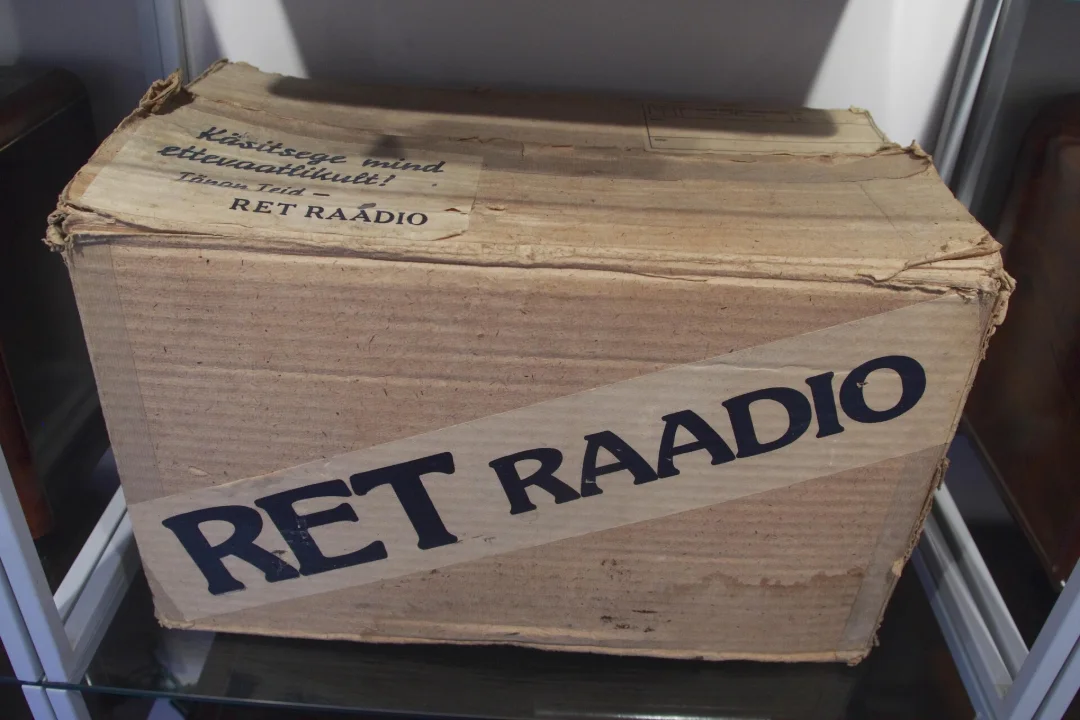 Käsitsege mind
ettevaatlikult!
Tänan Teid —
RET RAADIO
RET RAADIO